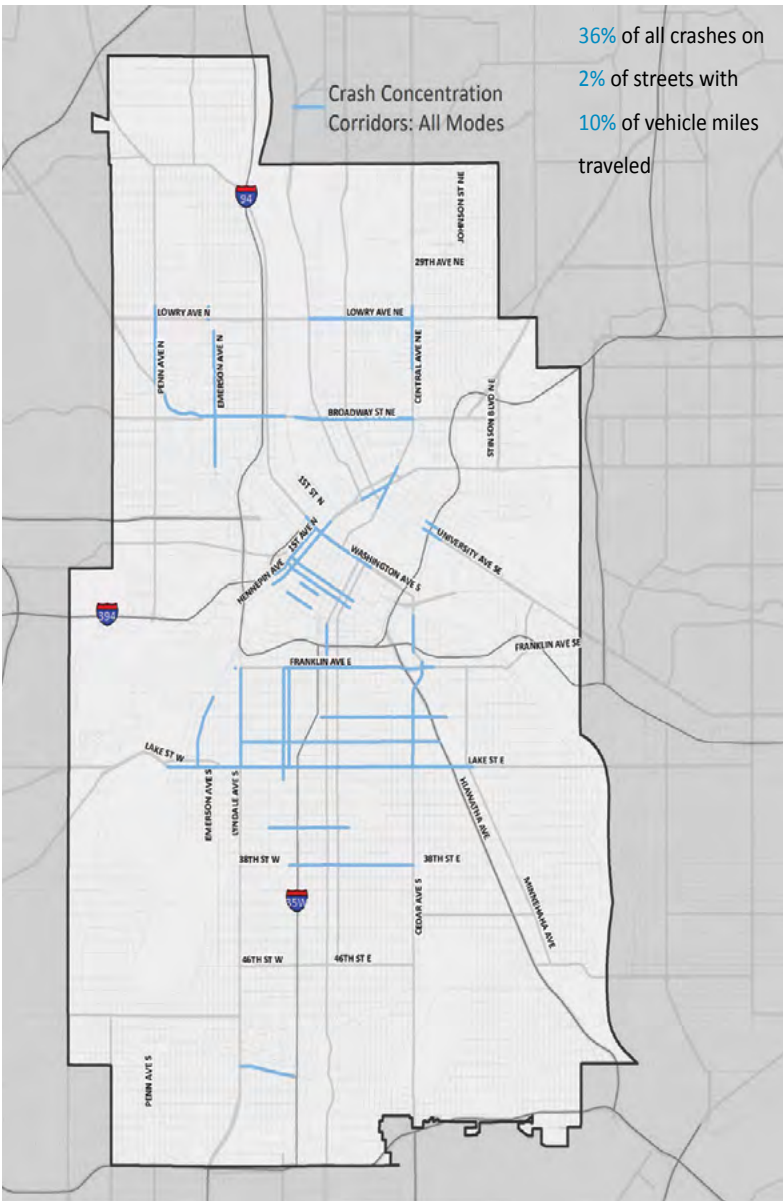 36% of all crashes on
2% of streets with
10% of vehicle miles
traveled
Crash Concentration
Corridors: All Modes
94
JOHNSON ST NE
29TH AVE NE
LOWRY AVE N
LOWRY AVE NE
PENN AVE N
EMERSON AVE N
CENTRAL AVE NE
STINSON BLVD NE
BROADWAY ST NE
1ST ST N
1ST AVE N
HENNEPIN AVE
WASHINGTON AVE S
UNIVERSITY AVE SE
394
FRANKLIN AVE SE
FRANKLIN AVE E
LAKE ST W
LAKE ST E
EMERSON AVE S
LYNDALE AVE S
HIAWATHA AVE
38TH ST W
38TH ST E
35W
CEDAR AVE S
MINNEHAHA AVE
46TH ST W
46TH ST E
PENN AVE S